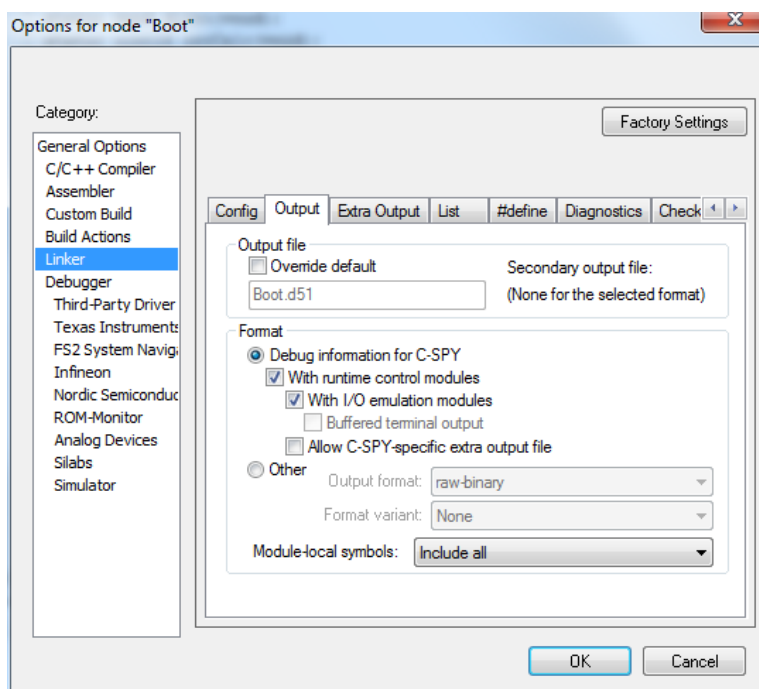 Options for node "Boot"
Category:
General Options
C/C++ Compiler
Assembler
Custom Build
Build Actions
Linker
Debugger
Third-Party Driver
Texas Instruments
FS2 System Naviga
Infineon
Nordic Semiconduc
ROM-Monitor
Analog Devices
Silabs
Simulator
Factory Settings
Config Output Extra Output List #define Diagnostics Check
Output file
Override default
Boot.d51
Secondary output file:
(None for the selected format)
Format
Debug information for C-SPY
With runtime control modules
With I/O emulation modules
Buffered terminal output
Allow C-SPY-specific extra output file
Other
Output format: raw-binary
Format variant: None
Module-local symbols: Include all
OK Cancel